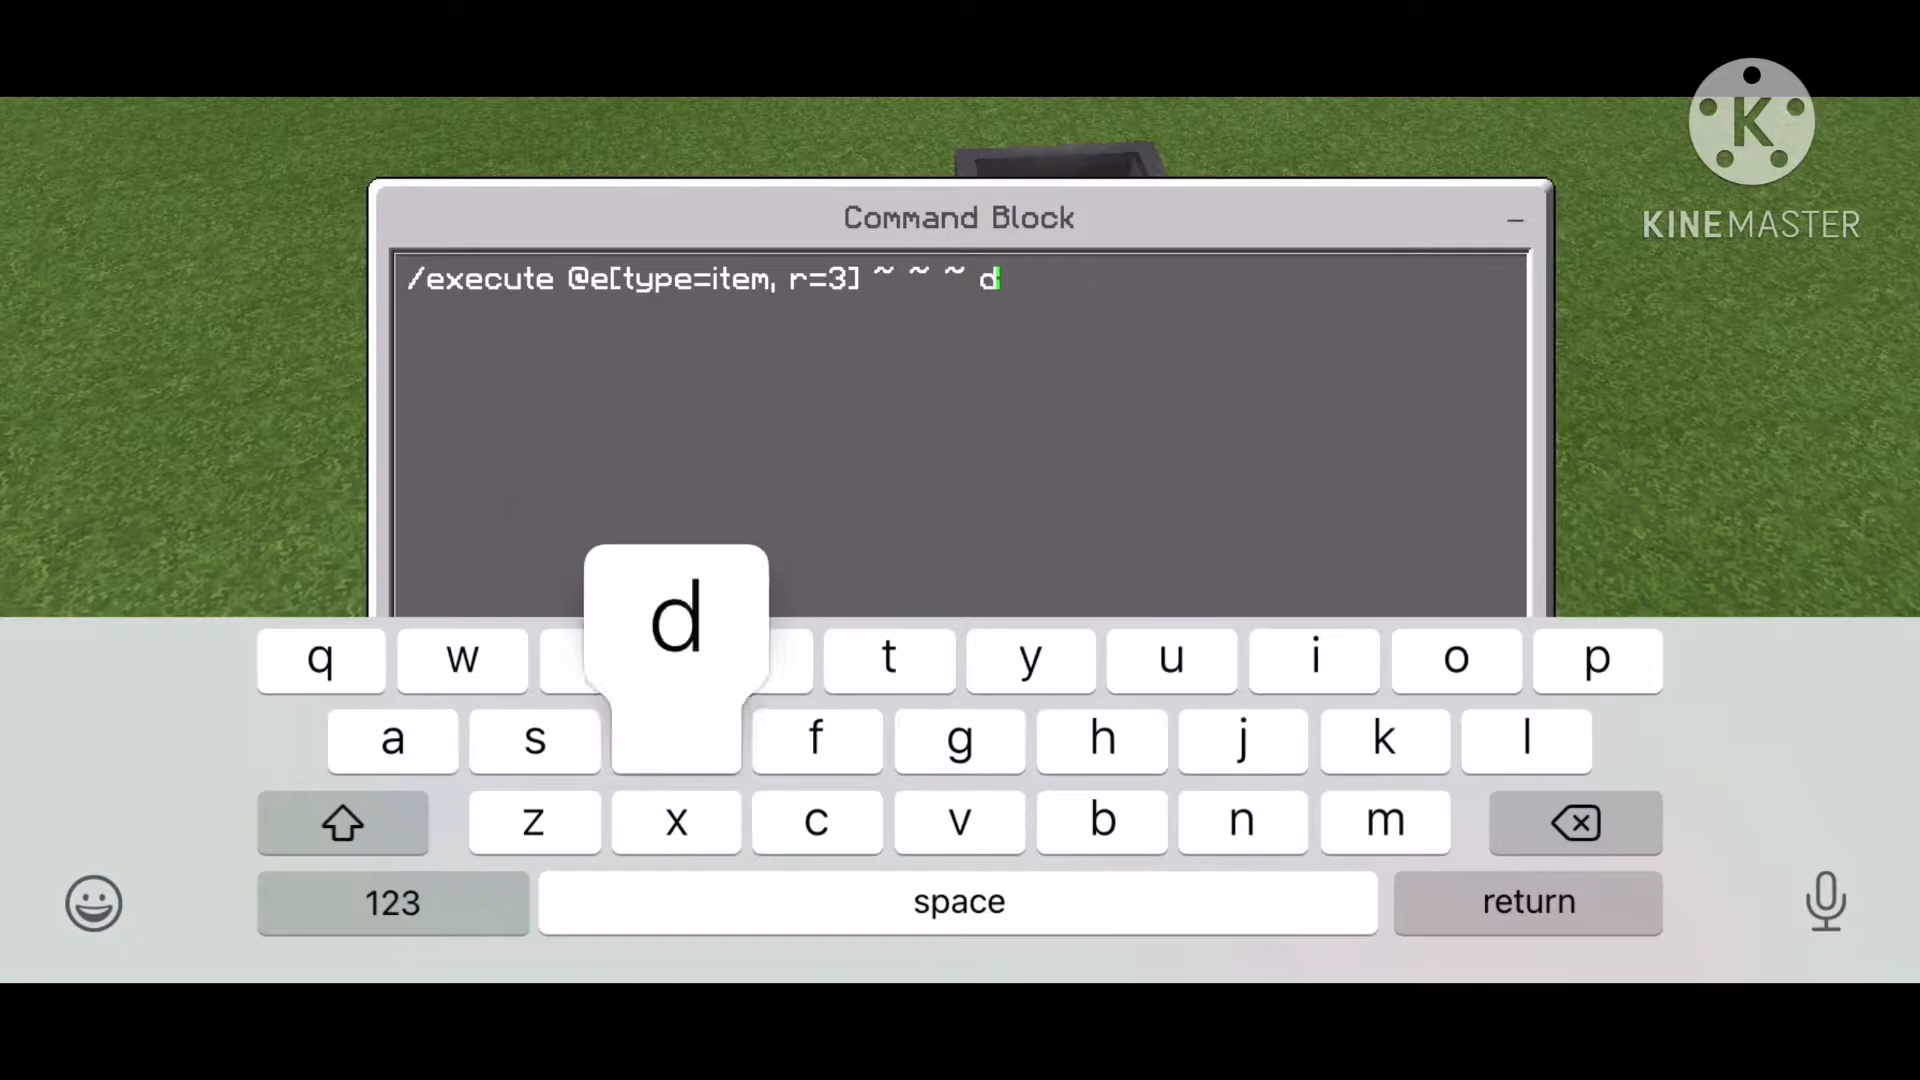 K
KINEMASTER
Command Block
/execute @e[type=item, r=3] ~ ~ ~ d
d
q w t y u i o p
a s f g h j k l
z x c v b n m
123 space return